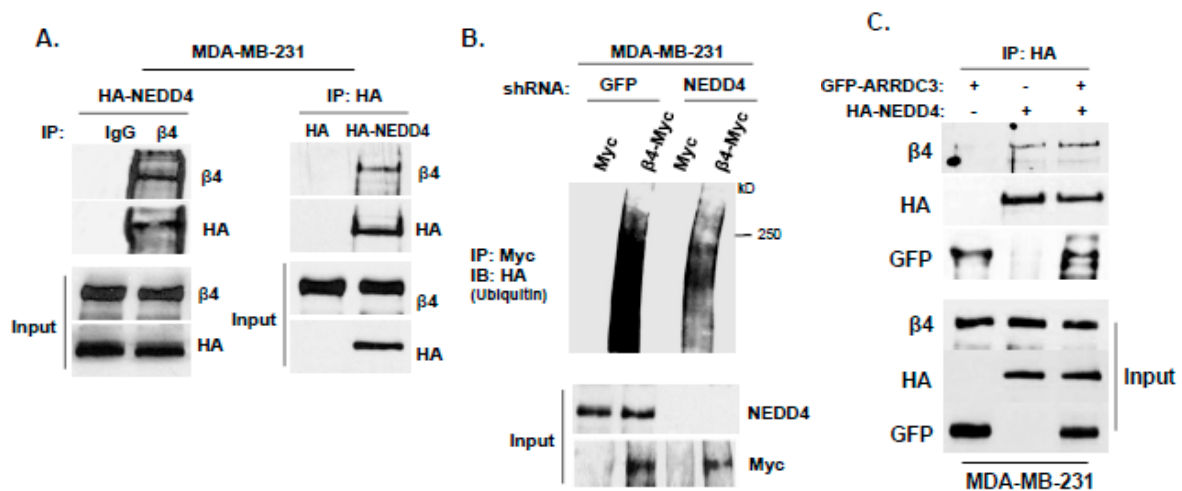 A.
MDA-MB-231
HA-NEDD4
IP: HA
IP: IgG β4
HA HA-NEDD4
β4
HA
β4
HA
Input
β4
HA
Input
β4
HA
B.
MDA-MB-231
shRNA: GFP NEDD4
Myc β4-Myc Myc β4-Myc
kD
250
IP: Myc
IB: HA
(Ubiquitin)
Input
NEDD4
Myc
C.
IP: HA
GFP-ARRDC3: + - +
HA-NEDD4: - + +
β4
HA
GFP
β4
HA
GFP
Input
MDA-MB-231